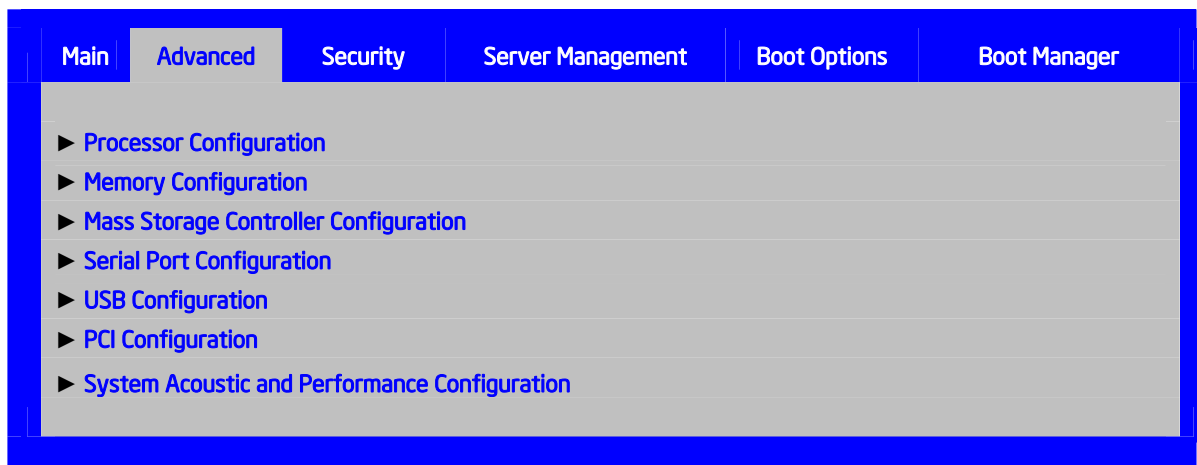 Main Advanced Security Server Management Boot Options Boot Manager
► Processor Configuration
► Memory Configuration
► Mass Storage Controller Configuration
► Serial Port Configuration
► USB Configuration
► PCI Configuration
► System Acoustic and Performance Configuration